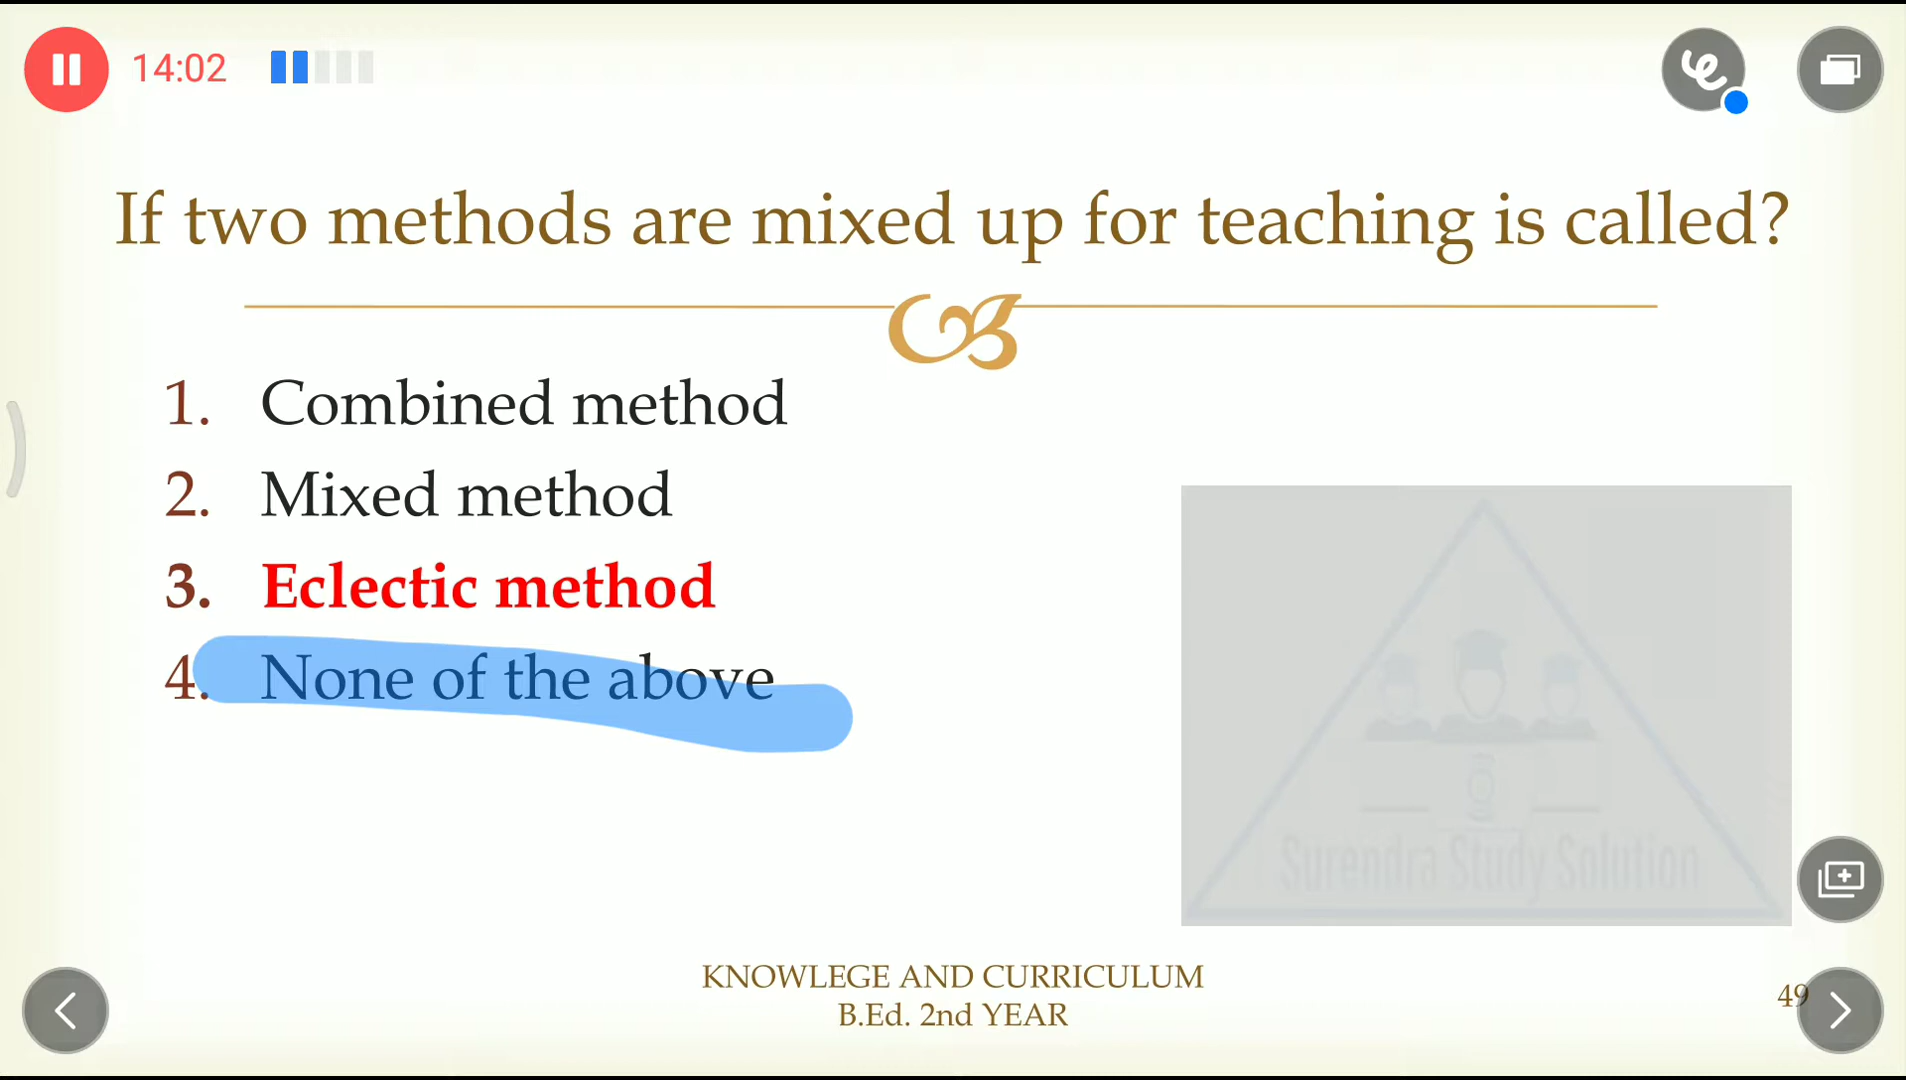 14:02
If two methods are mixed up for teaching is called?
1. Combined method
2. Mixed method
3. Eclectic method
4. None of the above
Surendra Study Solution
KNOWLEGE AND CURRICULUM
B.Ed. 2nd YEAR
49